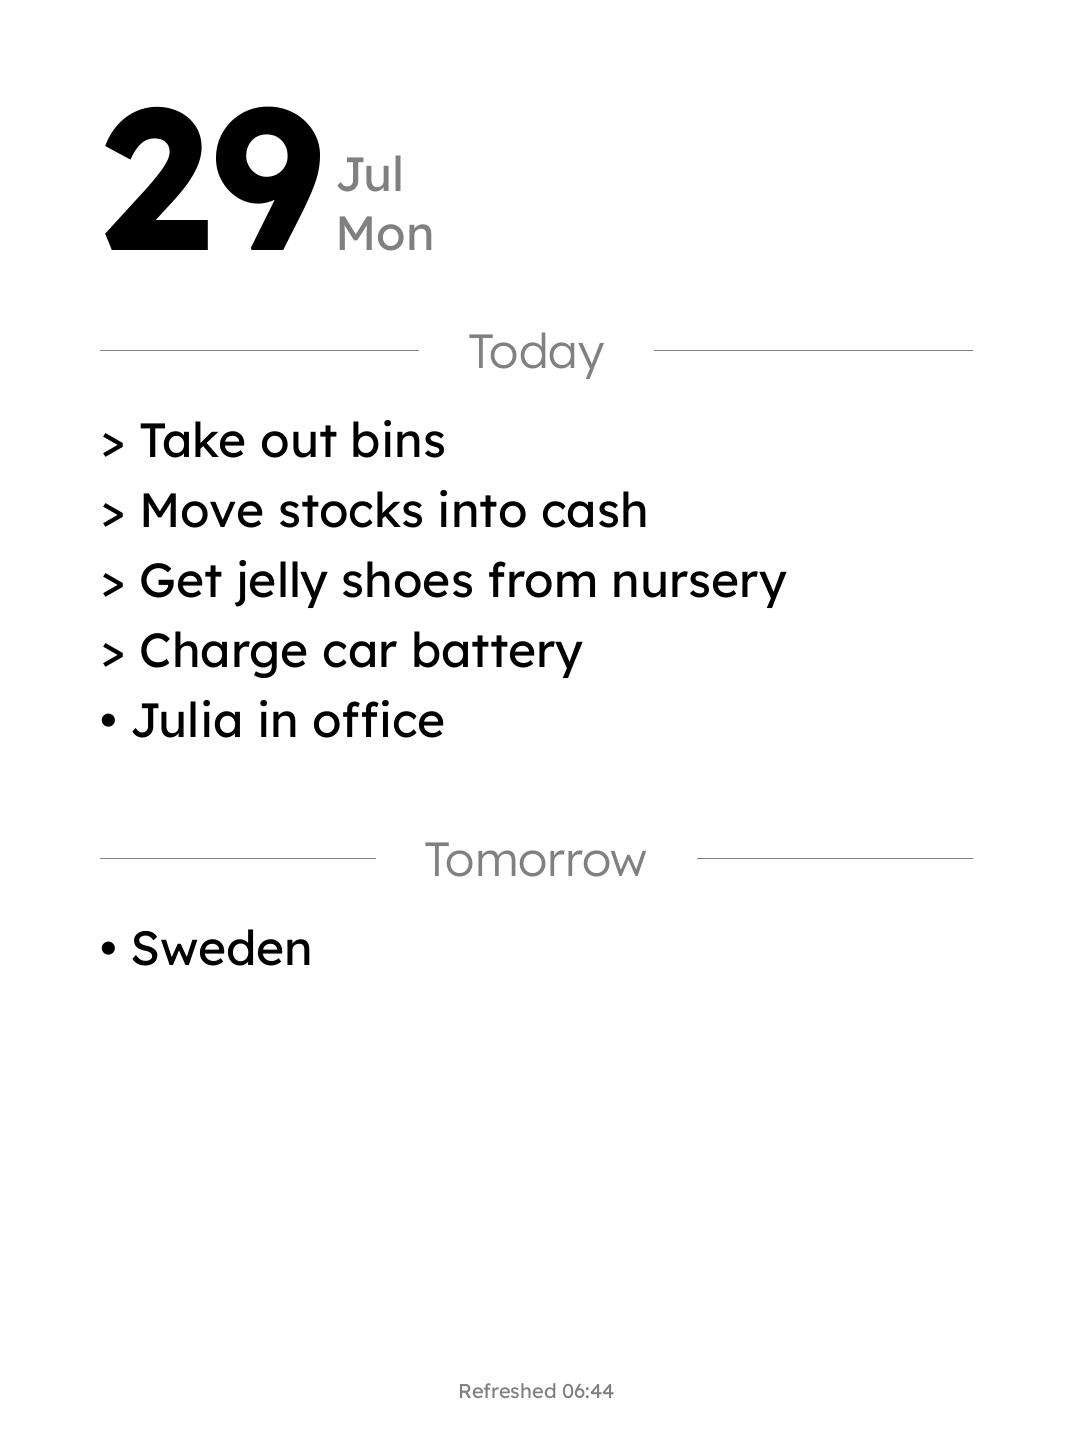 29
Jul
Mon
Today
> Take out bins
> Move stocks into cash
> Get jelly shoes from nursery
> Charge car battery
• Julia in office
Tomorrow
• Sweden
Refreshed 06:44